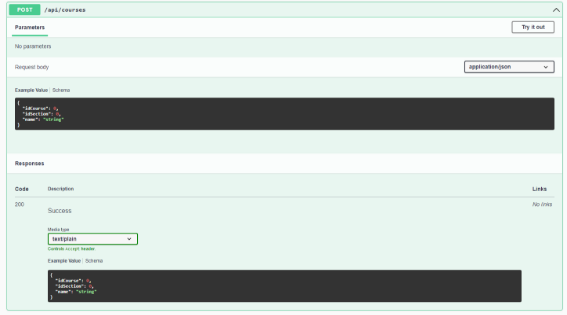 POST /api/courses
Parameters
Try it out
No parameters
Request body
application/json
Example Value | Schema
{
"idCourse": 0,
"idSection": 0,
"name": "string"
}
Responses
Code Description Links
200 Success No links
Media type
text/plain
Controls Accept header.
Example Value | Schema
{
"idCourse": 0,
"idSection": 0,
"name": "string"
}